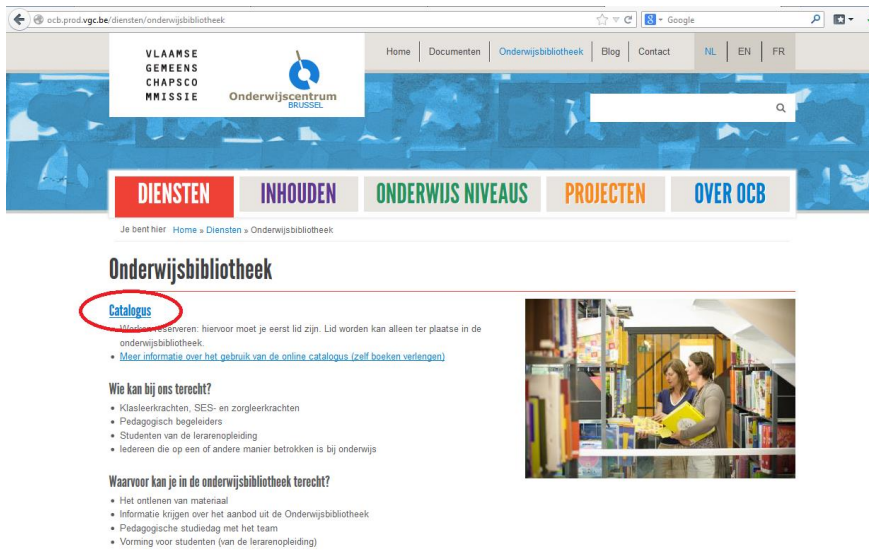 ocb.prod.vgc.be/diensten/onderwijsbibliotheek
Google
VLAAMSE
GEMEENS
CHAPSCO
MMISSIE
Onderwijscentrum
BRUSSEL
Home
Documenten
Onderwijsbibliotheek
Blog
Contact
NL
EN
FR
DIENSTEN
INHOUDEN
ONDERWIJS NIVEAUS
PROJECTEN
OVER OCB
Je bent hier Home » Diensten » Onderwijsbibliotheek
Onderwijsbibliotheek
Catalogus
• Werken reserveren: hiervoor moet je eerst lid zijn. Lid worden kan alleen ter plaatse in de
onderwijsbibliotheek.
• Meer informatie over het gebruik van de online catalogus (zelf boeken verlengen)
Wie kan bij ons terecht?
• Klasleerkrachten, SES- en zorgleerkrachten
• Pedagogisch begeleiders
• Studenten van de lerarenopleiding
• Iedereen die op een of andere manier betrokken is bij onderwijs
Waarvoor kan je in de onderwijsbibliotheek terecht?
• Het ontlenen van materiaal
• Informatie krijgen over het aanbod uit de Onderwijsbibliotheek
• Pedagogische studiedag met het team
• Vorming voor studenten (van de lerarenopleiding)